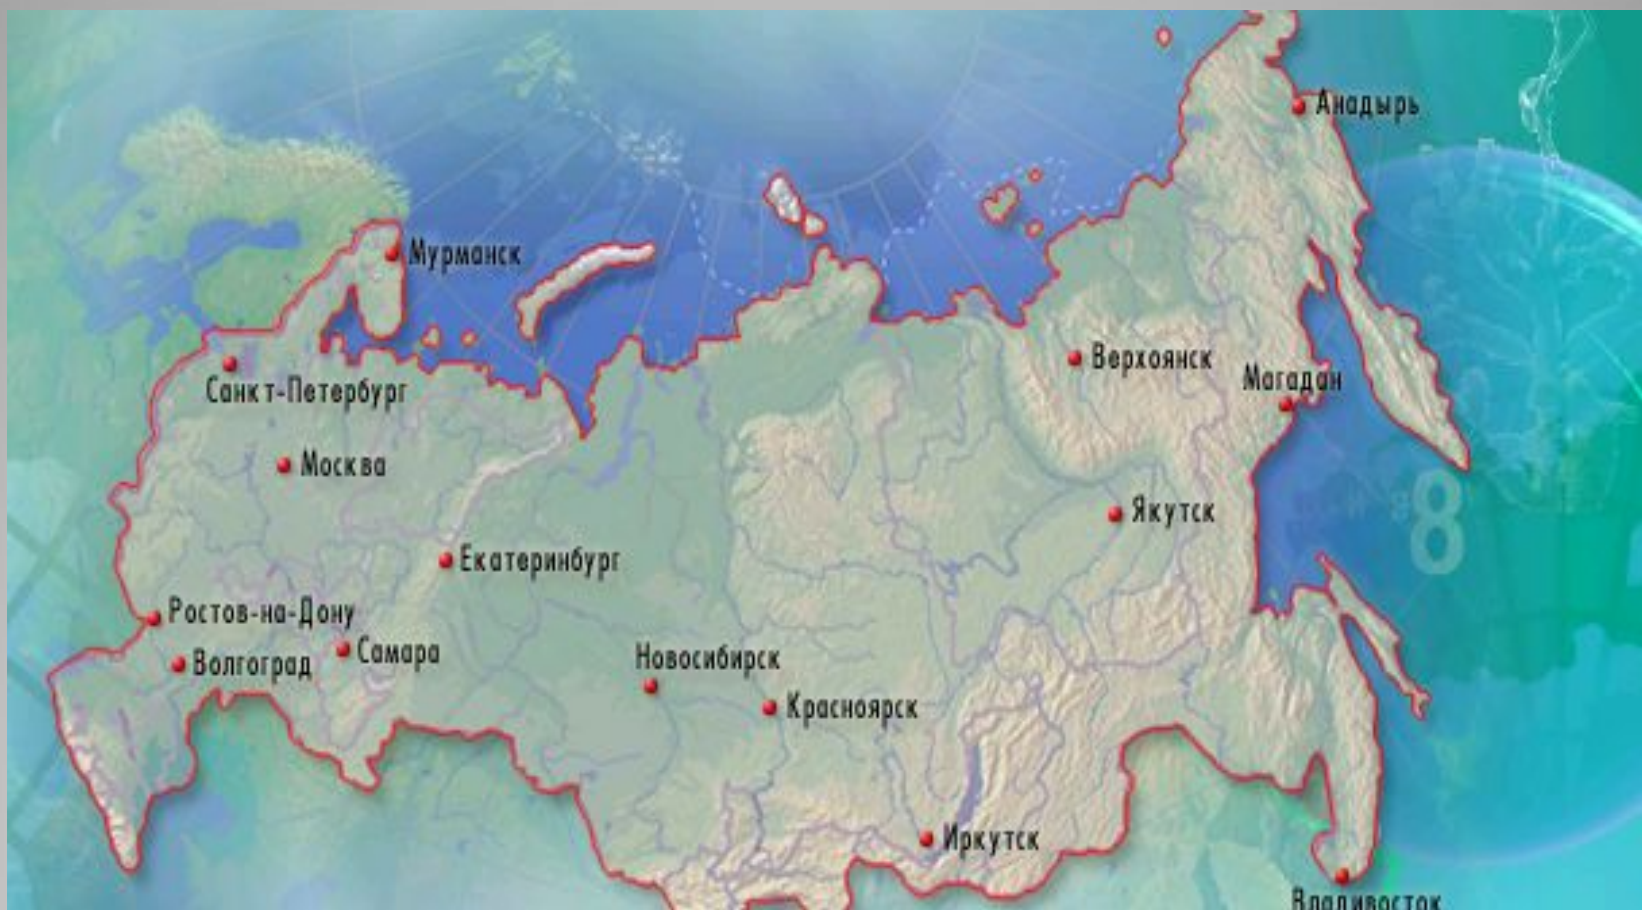 Анадырь
Мурманск
Верхоянск
Магадан
Санкт-Петербург
Москва
8
8
Якутск
Екатеринбург
Ростов-на-Дону
Волгоград
Самара
Новосибирск
Красноярск
Иркутск
Владивосток